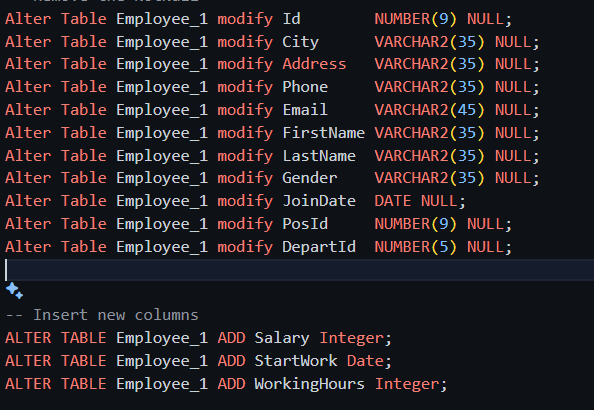 Alter Table Employee_1 modify Id NUMBER(9) NULL;
Alter Table Employee_1 modify City VARCHAR2(35) NULL;
Alter Table Employee_1 modify Address VARCHAR2(35) NULL;
Alter Table Employee_1 modify Phone VARCHAR2(35) NULL;
Alter Table Employee_1 modify Email VARCHAR2(45) NULL;
Alter Table Employee_1 modify FirstName VARCHAR2(35) NULL;
Alter Table Employee_1 modify LastName VARCHAR2(35) NULL;
Alter Table Employee_1 modify Gender VARCHAR2(35) NULL;
Alter Table Employee_1 modify JoinDate DATE NULL;
Alter Table Employee_1 modify PosId NUMBER(9) NULL;
Alter Table Employee_1 modify DepartId NUMBER(5) NULL;
-- Insert new columns
ALTER TABLE Employee_1 ADD Salary Integer;
ALTER TABLE Employee_1 ADD StartWork Date;
ALTER TABLE Employee_1 ADD WorkingHours Integer;